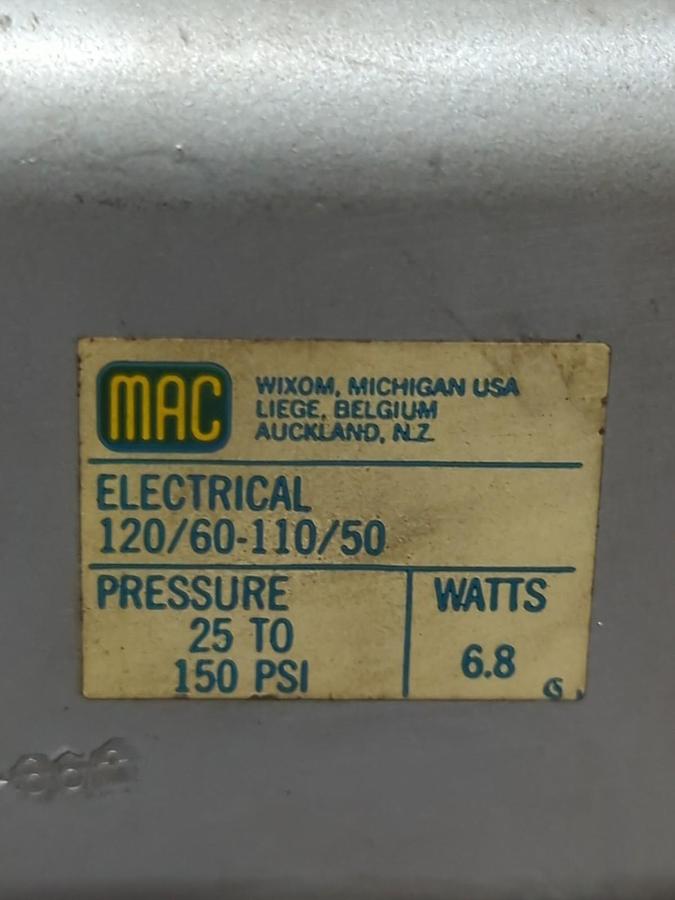 MAC
WIXOM, MICHIGAN USA
LIEGE, BELGIUM
AUCKLAND, N.Z.
ELECTRICAL
120/60-110/50
PRESSURE
25 TO
150 PSI
WATTS
6.8